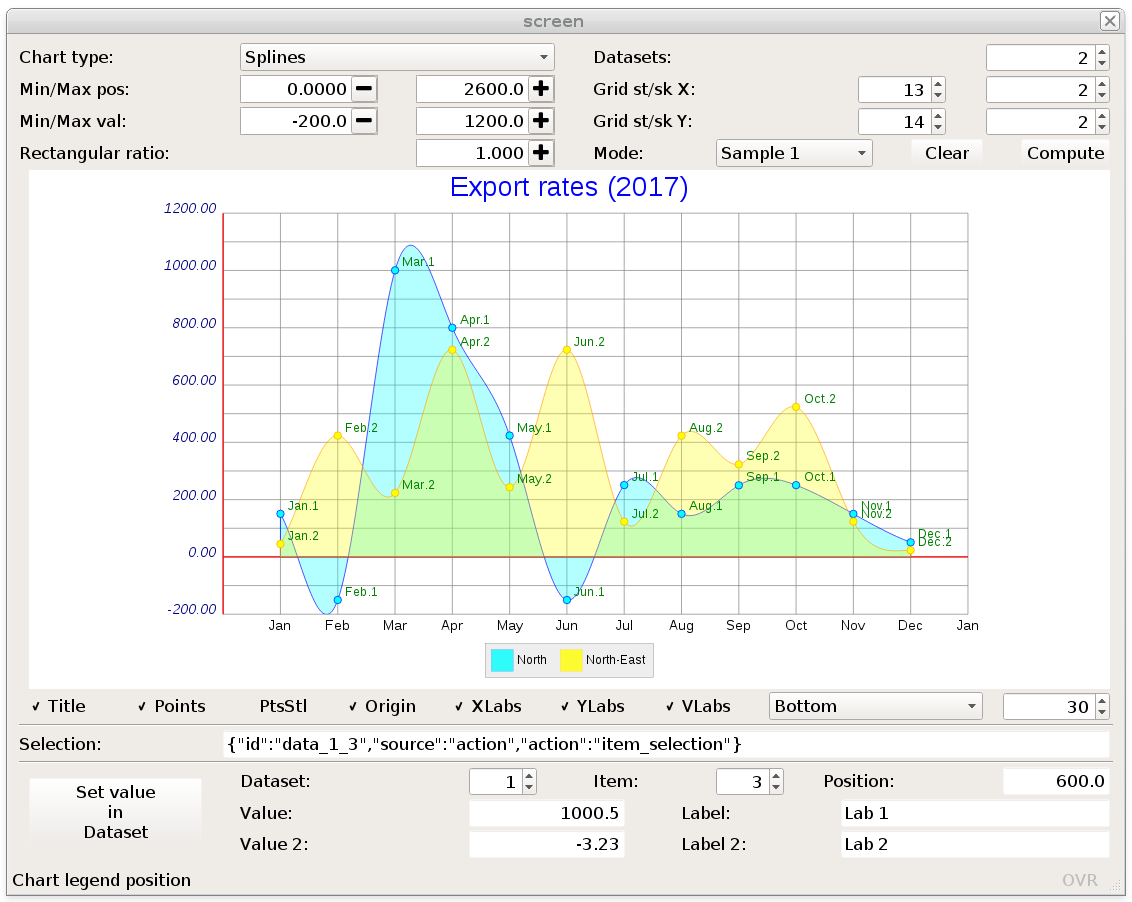 screen
Chart type: Splines Datasets: 2
Min/Max pos: 0.0000 2600.0 Grid st/sk X: 13 2
Min/Max val: -200.0 1200.0 Grid st/sk Y: 14 2
Rectangular ratio: 1.000 Mode: Sample 1 Clear Compute
Export rates (2017)
1200.00
1000.00 Mar.1
800.00 Apr.1
Apr.2 Jun.2
600.00
Oct.2
400.00 Feb.2 May.1 Aug.2
Sep.2
Mar.2 May.2 Jul.1 Sep.1 Oct.1
200.00 Jan.1 Jul.2 Aug.1 Nov.1
Nov.2
Jan.2 Dec.1
Dec.2
0.00
Feb.1 Jun.1
-200.00
Jan Feb Mar Apr May Jun Jul Aug Sep Oct Nov Dec Jan
North North-East
Title Points PtsStl Origin XLabs YLabs VLabs Bottom 30
Selection: {"id":"data_1_3","source":"action","action":"item_selection"}
Set value
in
Dataset
Dataset: 1 Item: 3 Position: 600.0
Value: 1000.5 Label: Lab 1
Value 2: -3.23 Label 2: Lab 2
Chart legend position OVR